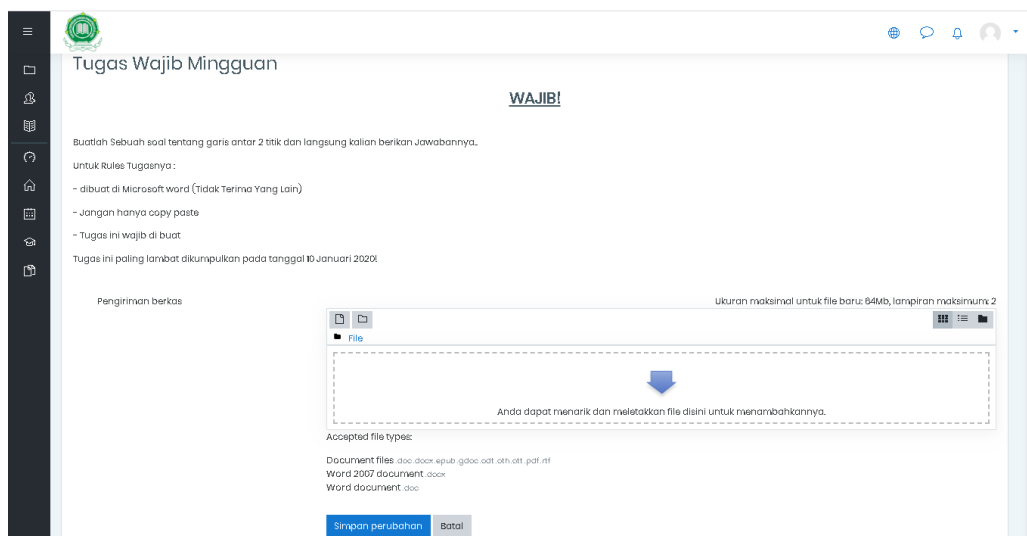 Tugas Wajib Mingguan
WAJIB!
Buatlah Sebuah soal tentang garis antar 2 titik dan langsung kalian berikan Jawabannya..
Untuk Rules Tugasnya :
- dibuat di Microsoft word (Tidak Terima Yang Lain)
- Jangan hanya copy paste
- Tugas ini wajib di buat
Tugas ini paling lambat dikumpulkan pada tanggal 10 Januari 2020!
Pengiriman berkas
Ukuran maksimal untuk file baru: 64Mb, lampiran maksimum: 2
File
Anda dapat menarik dan meletakkan file disini untuk menambahkannya.
Accepted file types:
Document files .doc .docx .epub .gdoc .odt .oth .ott .pdf .rtf
Word 2007 document .docx
Word document .doc
Simpan perubahan Batal